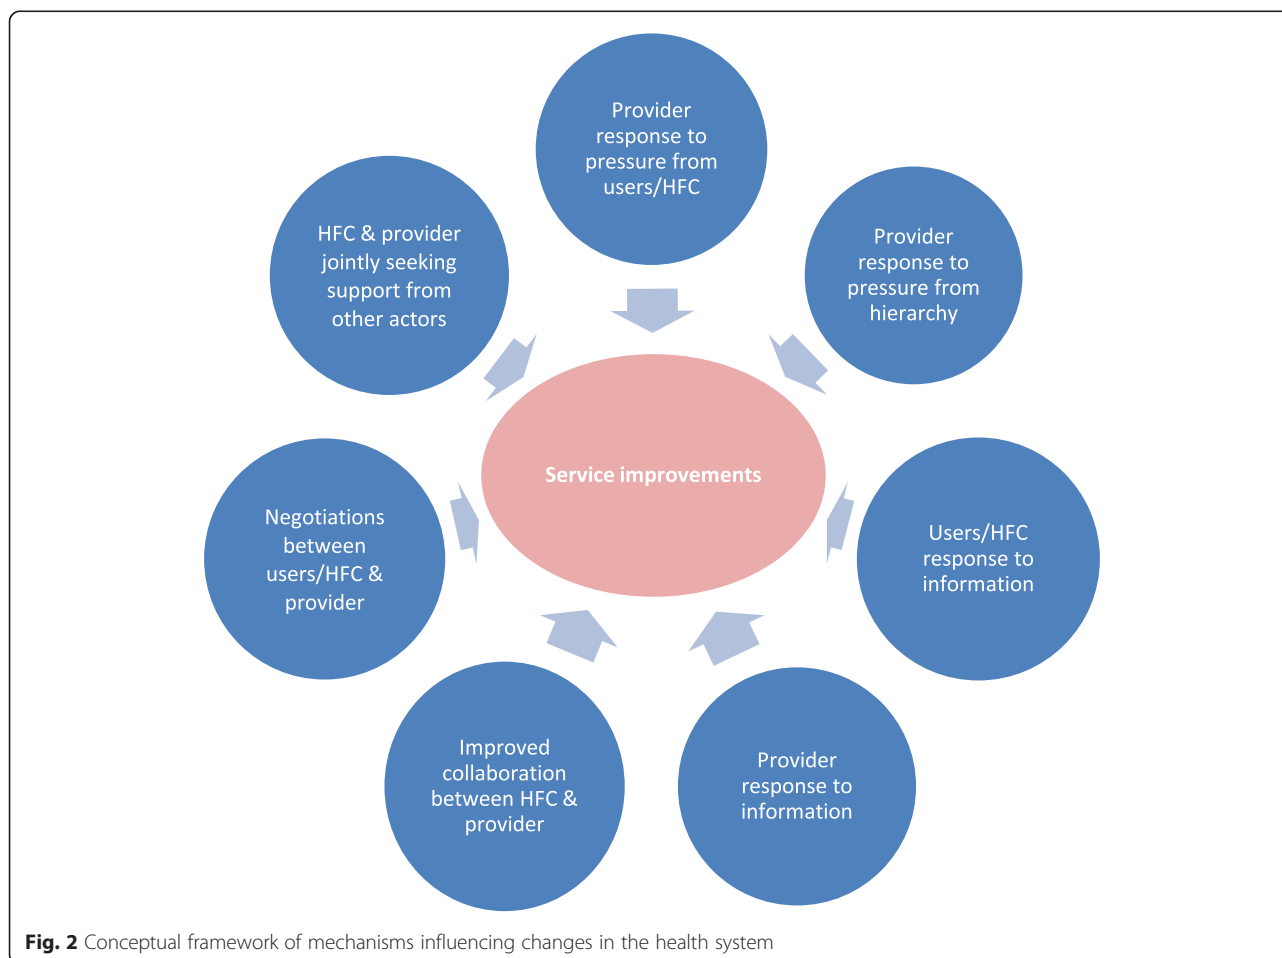 Provider
response to
pressure from
users/HFC
HFC & provider
jointly seeking
support from
other actors
Provider
response to
pressure from
hierarchy
Service improvements
Negotiations
between
users/HFC &
provider
Users/HFC
response to
information
Improved
collaboration
between HFC &
provider
Provider
response to
information
Fig. 2 Conceptual framework of mechanisms influencing changes in the health system